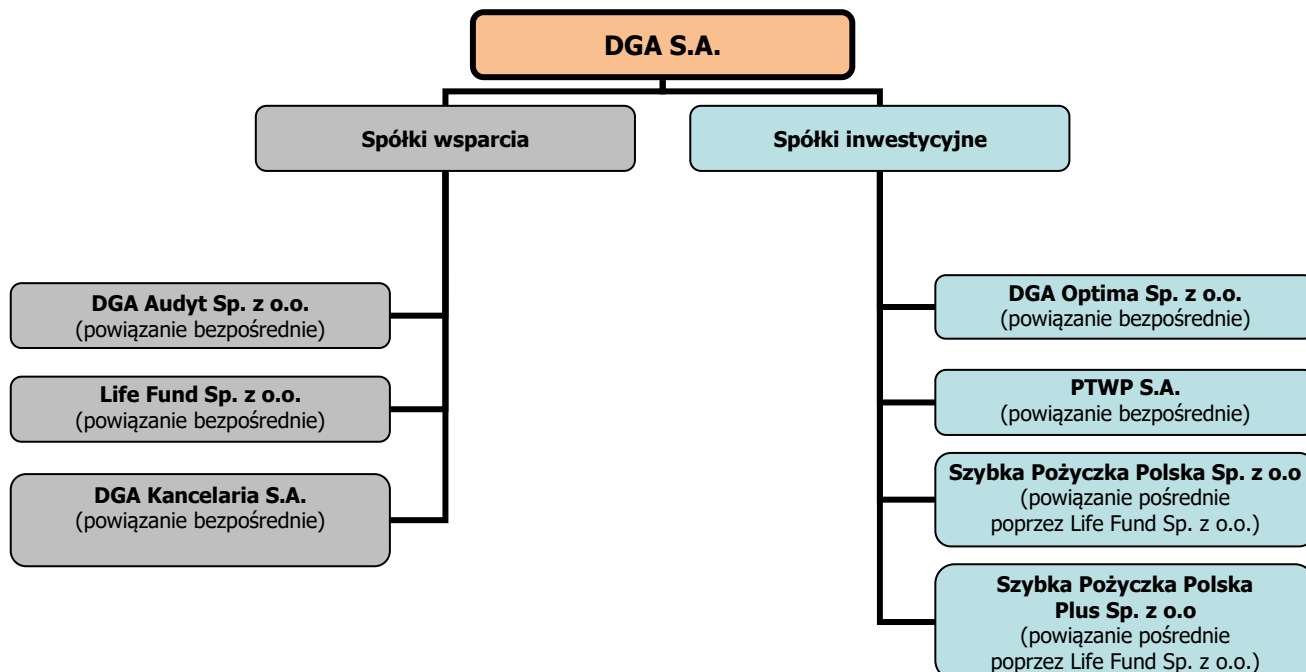 DGA S.A.
Spółki wsparcia
Spółki inwestycyjne
DGA Audyt Sp. z o.o.
(powiązanie bezpośrednie)
Life Fund Sp. z o.o.
(powiązanie bezpośrednie)
DGA Kancelaria S.A.
(powiązanie bezpośrednie)
DGA Optima Sp. z o.o.
(powiązanie bezpośrednie)
PTWP S.A.
(powiązanie bezpośrednie)
Szybka Pożyczka Polska Sp. z o.o
(powiązanie pośrednie
poprzez Life Fund Sp. z o.o.)
Szybka Pożyczka Polska
Plus Sp. z o.o
(powiązanie pośrednie
poprzez Life Fund Sp. z o.o.)